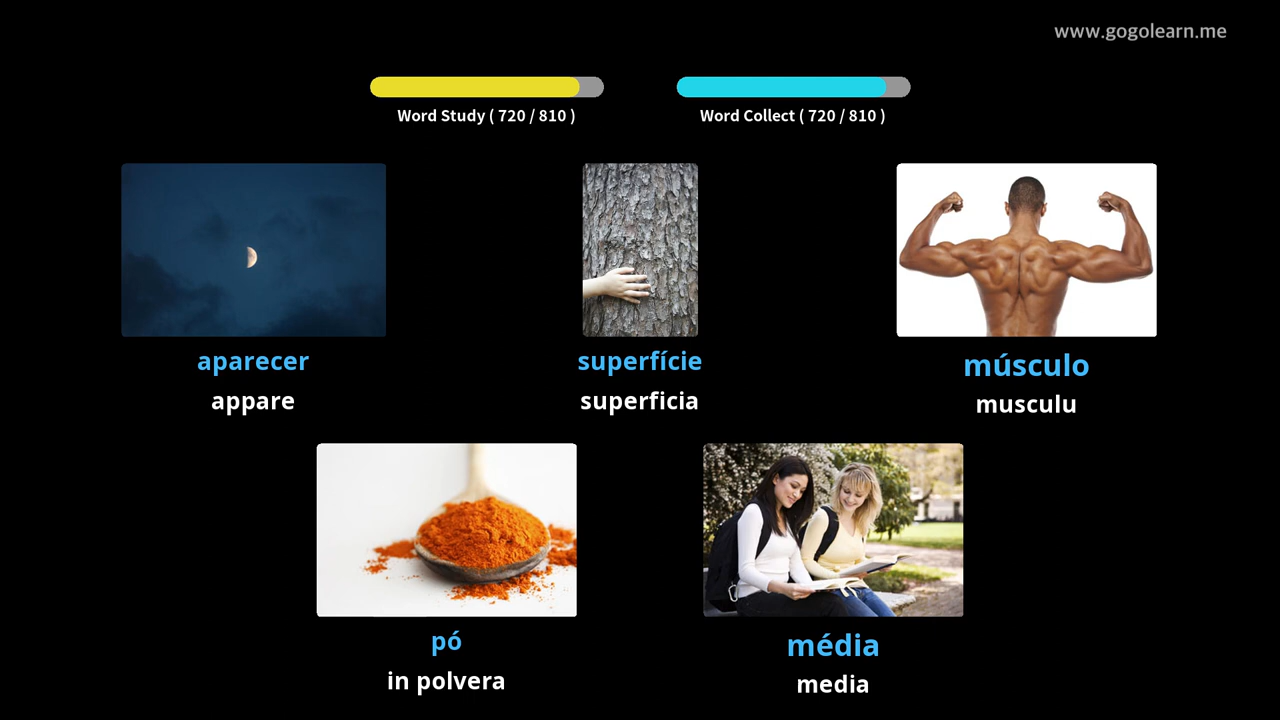 www.gogolearn.me
Word Study ( 720 / 810 )
Word Collect ( 720 / 810 )
aparecer
appare
superfície
superficia
músculo
musculu
pó
in polvera
média
media